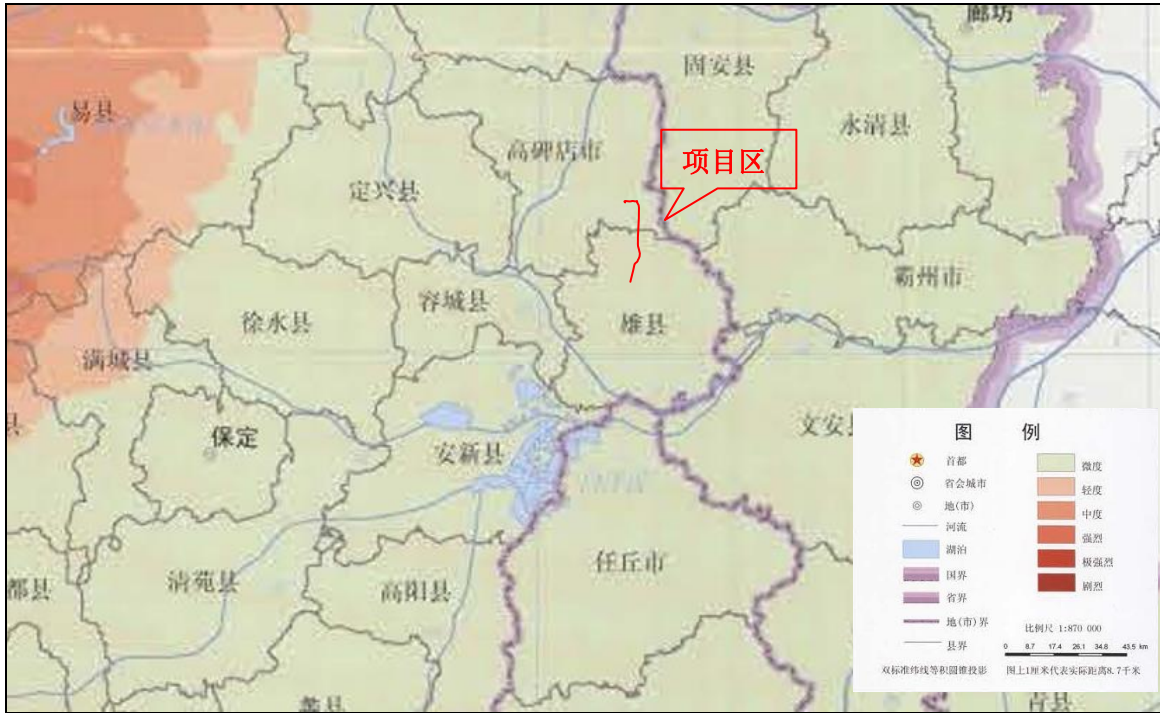 廊坊
固安县
易县
永清县
高碑店市
项目区
定兴县
霸州市
容城县
徐水县
雄县
满城县
县
保定
安新县
文安县
任丘市
清苑县
都县
高阳县
蠡县
青县
图 例
首都
省会城市
地(市)
河流
湖泊
国界
省界
地(市)界
县界
微度
轻度
中度
强烈
极强烈
剧烈
比例尺 1:870 000
0 8.7 17.4 26.1 34.8 43.5 km
双标准纬线等积圆锥投影
图上1厘米代表实际距离8.7千米